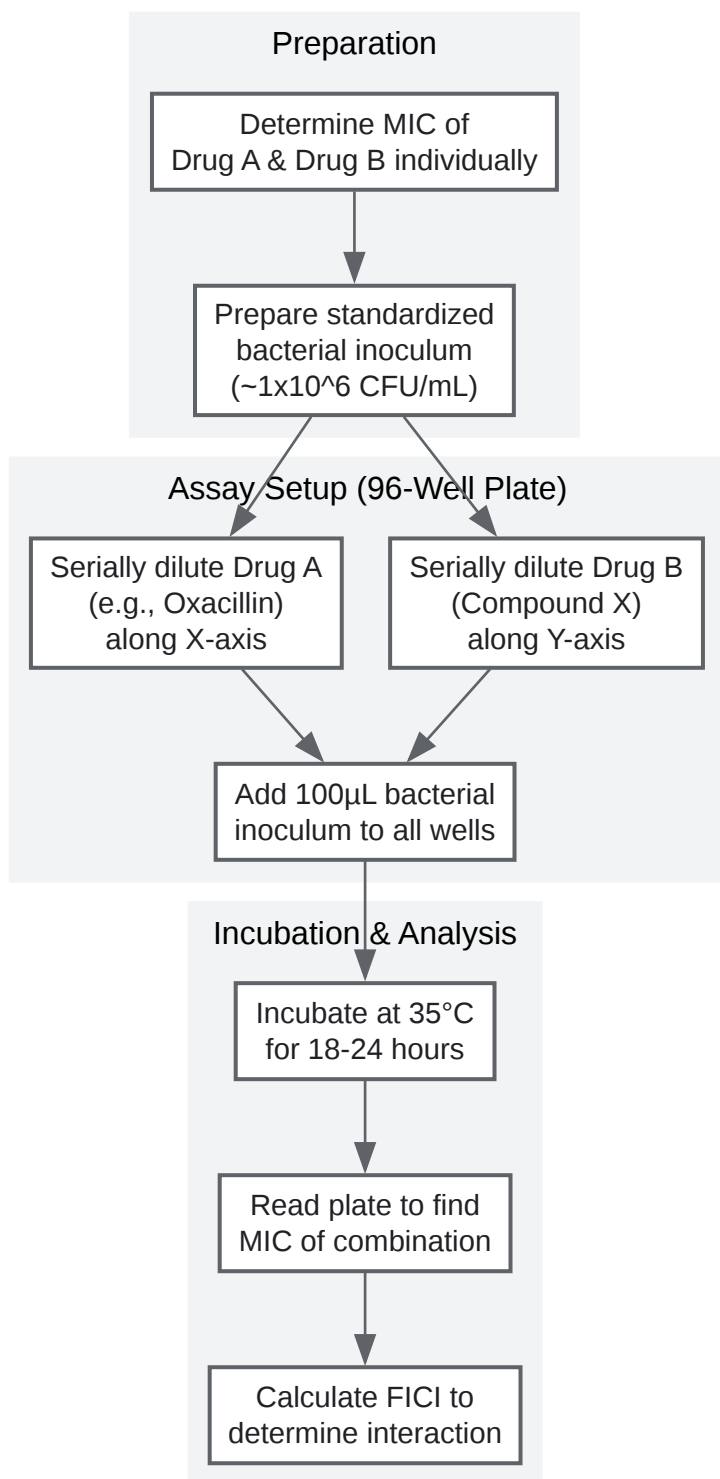 Preparation
Determine MIC of
Drug A & Drug B individually
Prepare standardized
bacterial inoculum
(~1x10^6 CFU/mL)
Assay Setup (96-Well Plate)
Serially dilute Drug A
(e.g., Oxacillin)
along X-axis
Serially dilute Drug B
(Compound X)
along Y-axis
Add 100µL bacterial
inoculum to all wells
Incubation & Analysis
Incubate at 35°C
for 18-24 hours
Read plate to find
MIC of combination
Calculate FICI to
determine interaction